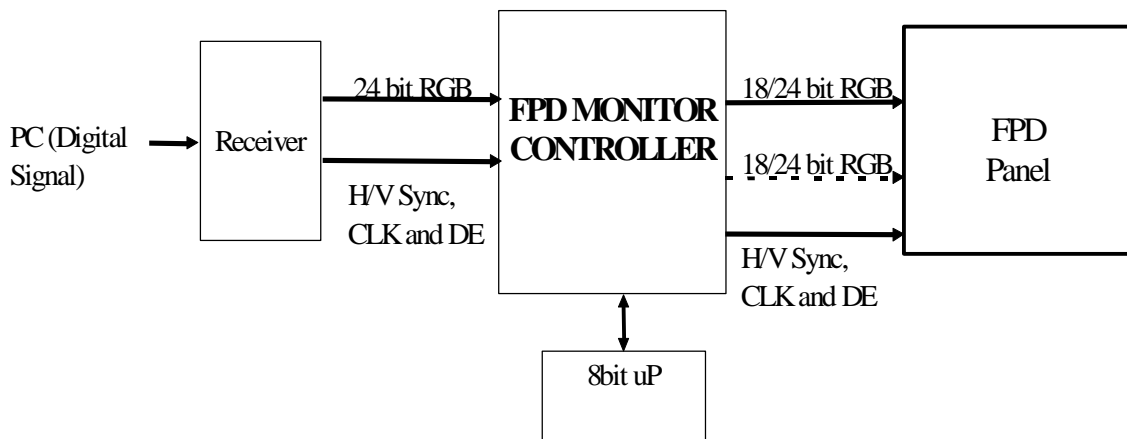 PC (Digital
Signal)
Receiver
24 bit RGB
H/V Sync,
CLK and DE
FPD MONITOR
CONTROLLER
18/24 bit RGB
18/24 bit RGB
H/V Sync,
CLK and DE
FPD
Panel
8bit uP